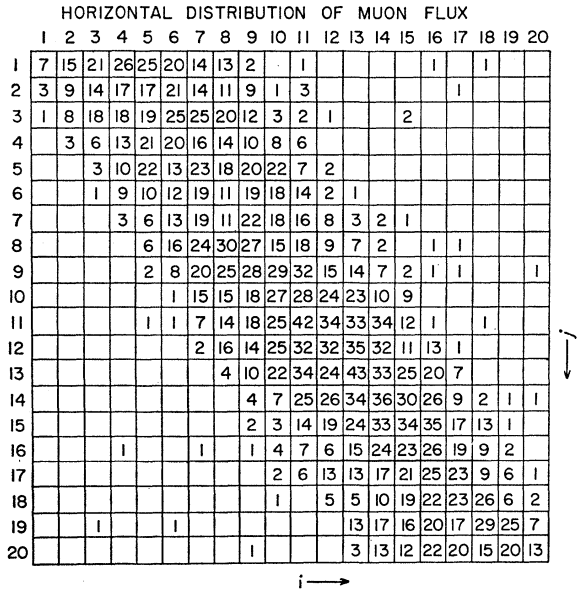 HORIZONTAL DISTRIBUTION OF MUON FLUX
1 2 3 4 5 6 7 8 9 10 11 12 13 14 15 16 17 18 19 20
1 7 15 21 26 25 20 14 13 2 1 1 1
2 3 9 14 17 17 21 14 11 9 1 3 1
3 1 8 18 18 19 25 25 20 12 3 2 1 2
4 3 6 13 21 20 16 14 10 8 6
5 3 10 22 13 23 18 20 22 7 2
6 1 9 10 12 19 11 19 18 14 2 1
7 3 6 13 19 11 22 18 16 8 3 2 1
8 6 16 24 30 27 15 18 9 7 2 1 1
9 2 8 20 25 28 29 32 15 14 7 2 1 1 1
10 1 15 15 18 27 28 24 23 10 9
11 1 1 7 14 18 25 42 34 33 34 12 1 1
12 2 16 14 25 32 32 35 32 11 13 1
13 4 10 22 34 24 43 33 25 20 7
14 4 7 25 26 34 36 30 26 9 2 1 1
15 2 3 14 19 24 33 34 35 17 13 1
16 1 1 1 4 7 6 15 24 23 26 19 9 2
17 2 6 13 13 17 21 25 23 9 6 1
18 1 5 5 10 19 22 23 26 6 2
19 1 1 13 17 16 20 17 29 25 7
20 1 3 13 12 22 20 15 20 13
j
i